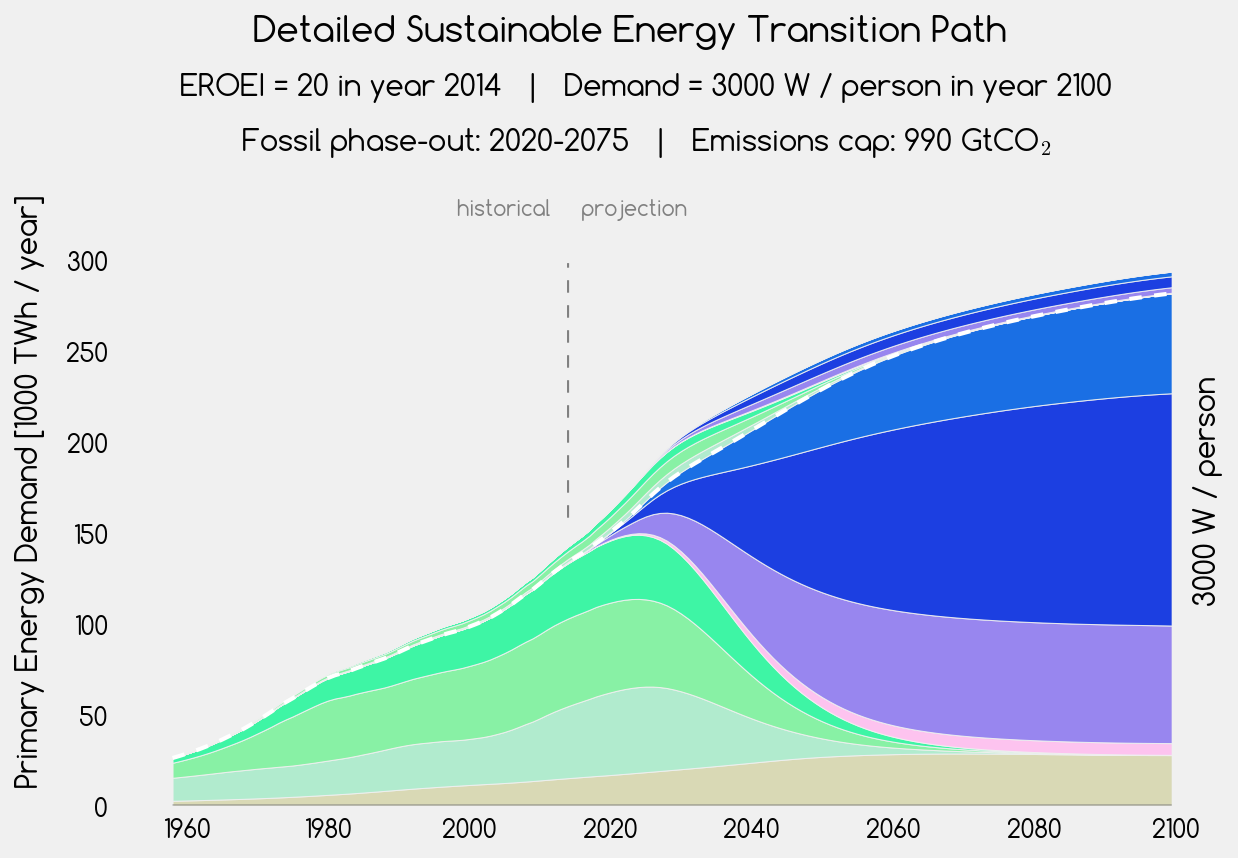 Detailed Sustainable Energy Transition Path
EROEI = 20 in year 2014 | Demand = 3000 W / person in year 2100
Fossil phase-out: 2020-2075 | Emissions cap: 990 GtCO₂
historical projection
Primary Energy Demand [1000 TWh / year]
300
250
200
150
100
50
0
3000 W / person
1960 1980 2000 2020 2040 2060 2080 2100